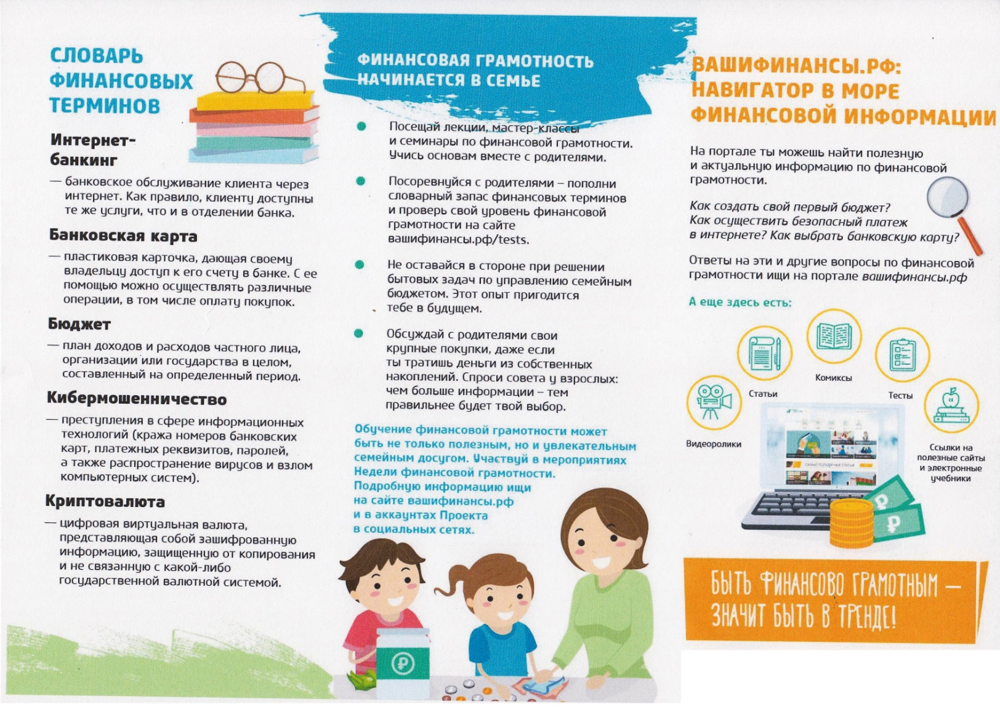 СЛОВАРЬ
ФИНАНСОВЫХ
ТЕРМИНОВ
Интернет-
банкинг
— банковское обслуживание клиента через
интернет. Как правило, клиенту доступны
те же услуги, что и в отделении банка.
Банковская карта
— пластиковая карточка, дающая своему
владельцу доступ к его счету в банке. С ее
помощью можно осуществлять различные
операции, в том числе оплату покупок.
Бюджет
— план доходов и расходов частного лица,
организации или государства в целом,
составленный на определенный период.
Кибермошенничество
— преступления в сфере информационных
технологий (кража номеров банковских
карт, платежных реквизитов, паролей,
а также распространение вирусов и взлом
компьютерных систем).
Криптовалюта
— цифровая виртуальная валюта,
представляющая собой зашифрованную
информацию, защищенную от копирования
и не связанную с какой-либо
государственной валютной системой.
ФИНАНСОВАЯ ГРАМОТНОСТЬ
НАЧИНАЕТСЯ В СЕМЬЕ
Посещай лекции, мастер-классы
и семинары по финансовой грамотности.
Учись основам вместе с родителями.
Посоревнуйся с родителями – пополни
словарный запас финансовых терминов
и проверь свой уровень финансовой
грамотности на сайте
вашифинансы.рф/tests.
Не оставайся в стороне при решении
бытовых задач по управлению семейным
бюджетом. Этот опыт пригодится
тебе в будущем.
Обсуждай с родителями свои
крупные покупки, даже если
ты тратишь деньги из собственных
накоплений. Спроси совета у взрослых:
чем больше информации – тем
правильнее будет твой выбор.
Обучение финансовой грамотности может
быть не только полезным, но и увлекательным
семейным досугом. Участвуй в мероприятиях
Недели финансовой грамотности.
Подробную информацию ищи
на сайте вашифинансы.рф
и в аккаунтах Проекта
в социальных сетях.
ВАШИФИНАНСЫ.РФ:
НАВИГАТОР В МОРЕ
ФИНАНСОВОЙ ИНФОРМАЦИИ
На портале ты можешь найти полезную
и актуальную информацию по финансовой
грамотности.
Как создать свой первый бюджет?
Как осуществить безопасный платеж
в интернете? Как выбрать банковскую карту?
Ответы на эти и другие вопросы по финансовой
грамотности ищи на портале вашифинансы.рф
А еще здесь есть:
Видеоролики
Статьи
Комиксы
Тесты
Ссылки на
полезные сайты
и электронные
учебники
БЫТЬ ФИНАНСОВО ГРАМОТНЫМ —
ЗНАЧИТ БЫТЬ В ТРЕНДЕ!